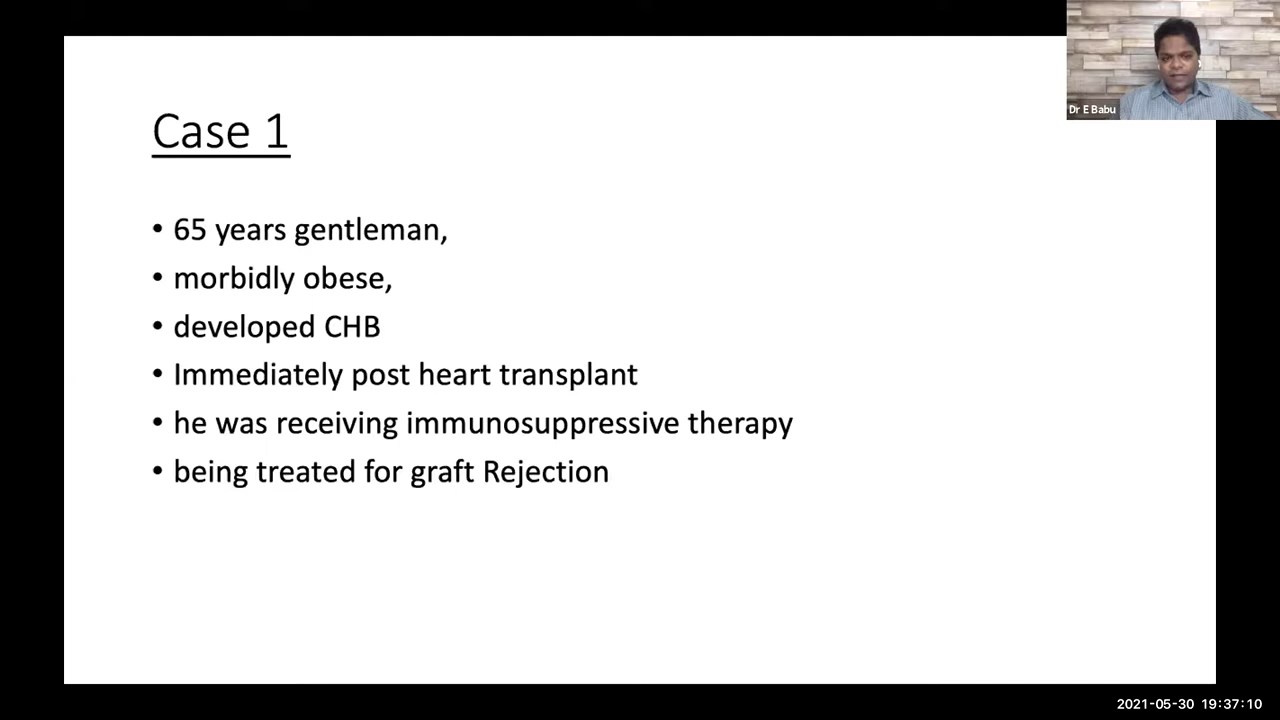 Dr E Babu
Case 1
• 65 years gentleman,
• morbidly obese,
• developed CHB
• Immediately post heart transplant
• he was receiving immunosuppressive therapy
• being treated for graft Rejection
2021-05-30 19:37:10